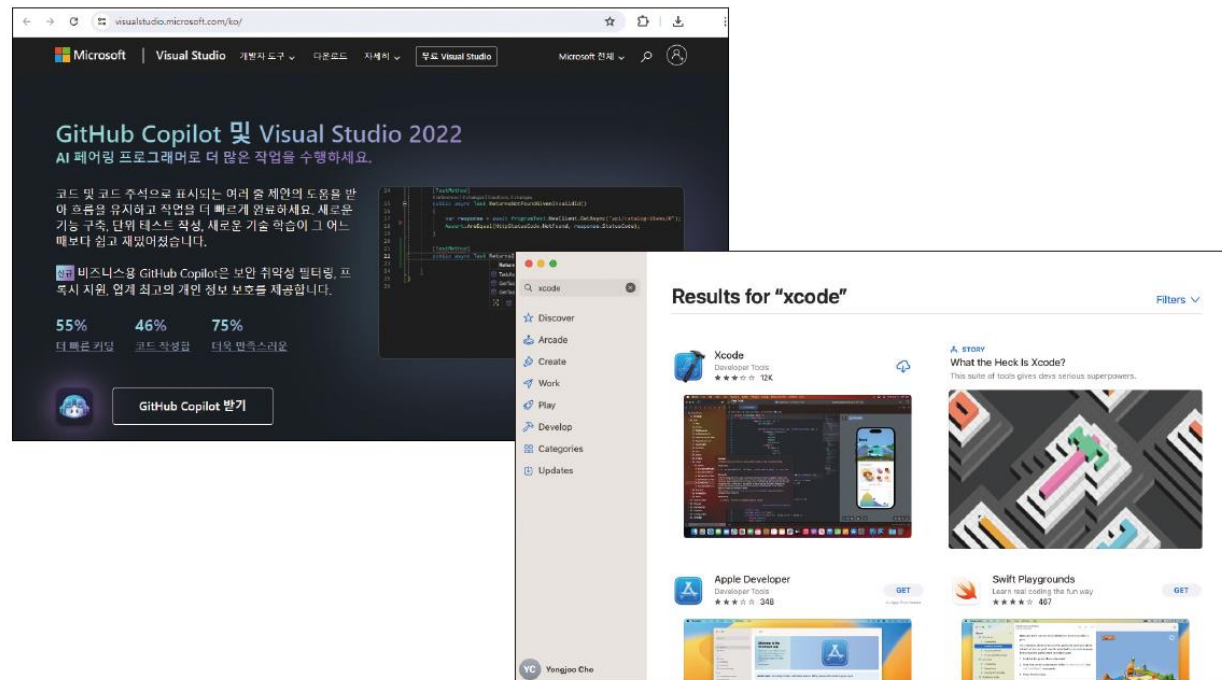 visualstudio.microsoft.com/ko/
Microsoft | Visual Studio 개발자 도구 다운로드 자세히 무료 Visual Studio Microsoft 전체
GitHub Copilot 및 Visual Studio 2022
AI 페어링 프로그래머로 더 많은 작업을 수행하세요.
코드 및 코드 주석으로 표시되는 여러 줄 제안의 도움을 받
아 흐름을 유지하고 작업을 더 빠르게 완료하세요. 새로운
기능 구축, 단위 테스트 작성, 새로운 기술 학습이 그 어느
때보다 쉽고 재밌어졌습니다.
신규 비즈니스용 GitHub Copilot은 보안 취약성 필터링, 프
록시 지원, 업계 최고의 개인 정보 보호를 제공합니다.
55% 46% 75%
더 빠른 코딩 코드 작성함 더욱 만족스러운
GitHub Copilot 받기
xcode
Discover
Arcade
Create
Work
Play
Develop
Categories
Updates
YC Yongjoo Cho
Results for “xcode”
Filters
Xcode
Developer Tools
12K
STORY
What the Heck Is Xcode?
This suite of tools gives devs serious superpowers.
Apple Developer
Developer Tools
348
GET
Swift Playgrounds
Learn real coding the fun way
467
GET